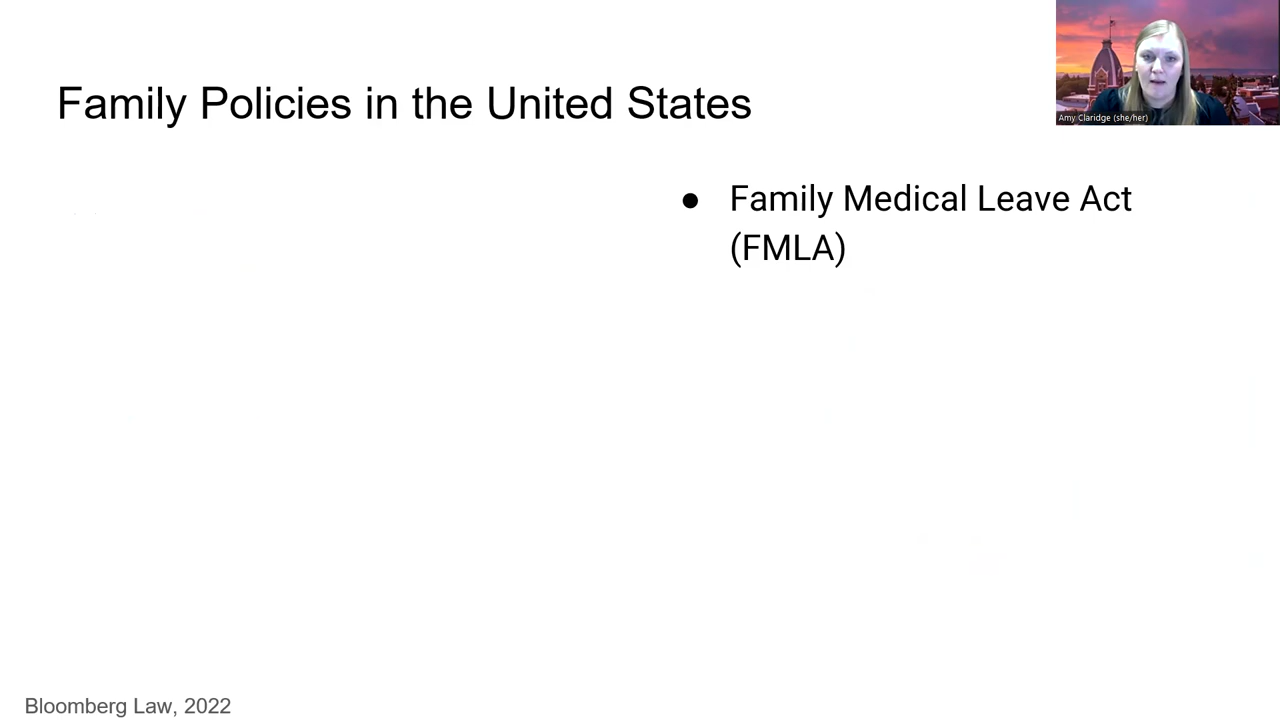 Family Policies in the United States
Amy Claridge (she/her)
● Family Medical Leave Act
(FMLA)
Bloomberg Law, 2022